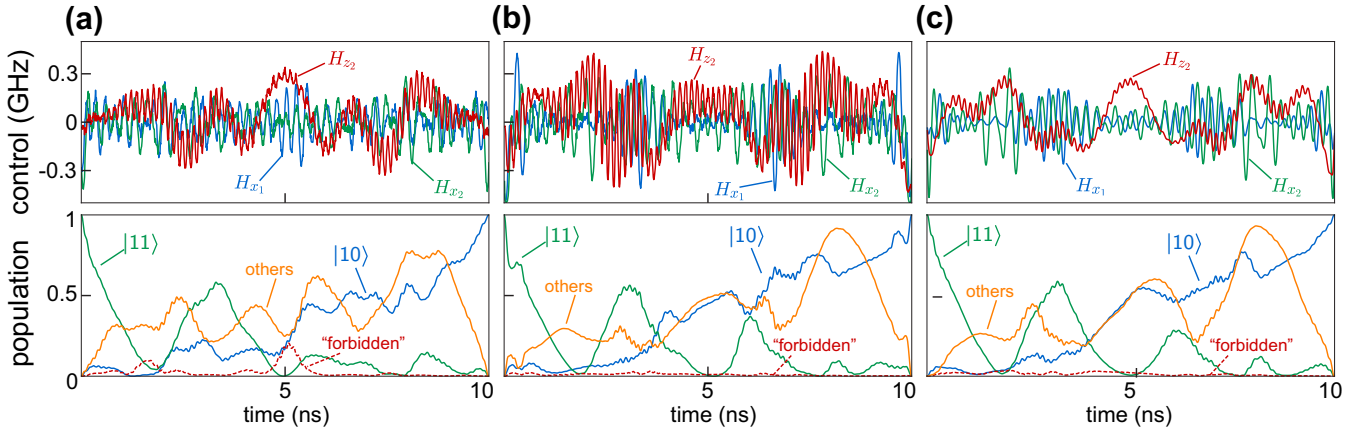 (a)
(b)
(c)
control (GHz)
0.3
0
-0.3
H_{z_2}
H_{x_1}
H_{x_2}
H_{z_2}
H_{x_1}
H_{x_2}
H_{z_2}
H_{x_1}
H_{x_2}
population
1
0.5
0
|11⟩
others
|10⟩
"forbidden"
|11⟩
others
|10⟩
"forbidden"
|11⟩
others
|10⟩
"forbidden"
5
10
5
10
5
10
time (ns)
time (ns)
time (ns)